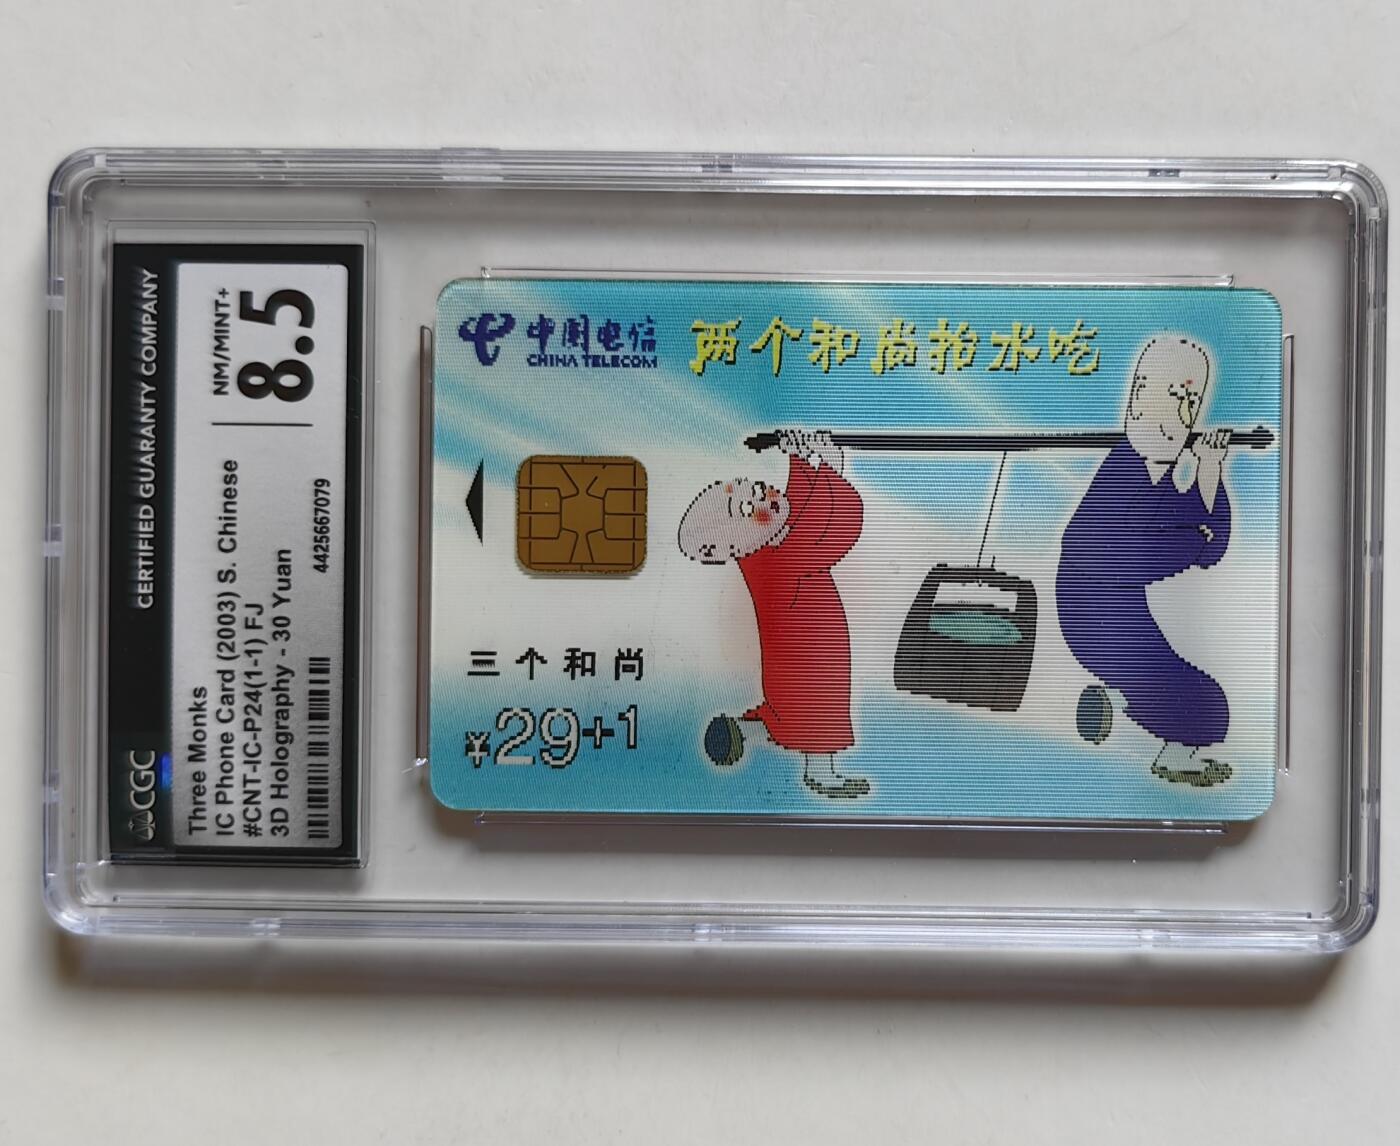 CGC
CERTIFIED GUARANTY COMPANY
Three Monks
IC Phone Card (2003) S. Chinese
#CNT-IC-P24(1-1) FJ
3D Holography - 30 Yuan
NM/MINT+
8.5
4425667079
中国电信
CHINA TELECOM
两个和尚抬水吃
三个和尚
¥29+1